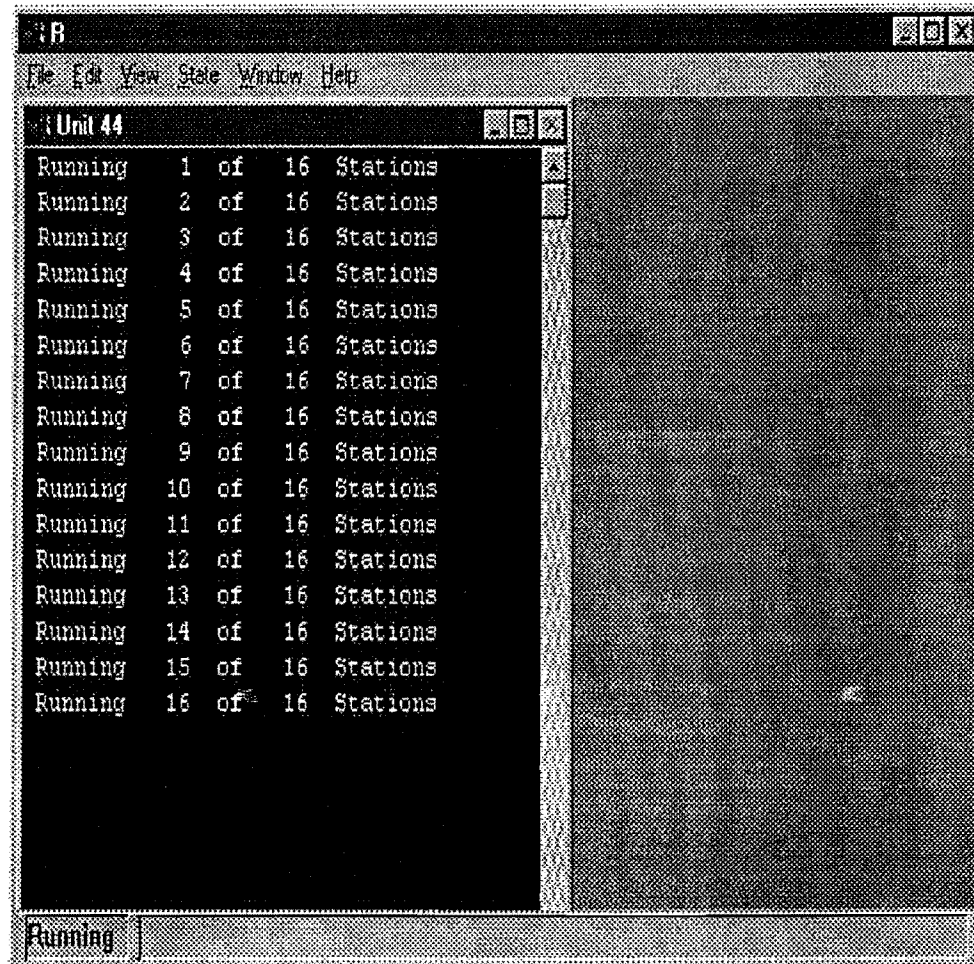 R
File Edit View State Window Help
Unit 44
Running 1 of 16 Stations
Running 2 of 16 Stations
Running 3 of 16 Stations
Running 4 of 16 Stations
Running 5 of 16 Stations
Running 6 of 16 Stations
Running 7 of 16 Stations
Running 8 of 16 Stations
Running 9 of 16 Stations
Running 10 of 16 Stations
Running 11 of 16 Stations
Running 12 of 16 Stations
Running 13 of 16 Stations
Running 14 of 16 Stations
Running 15 of 16 Stations
Running 16 of 16 Stations
Running